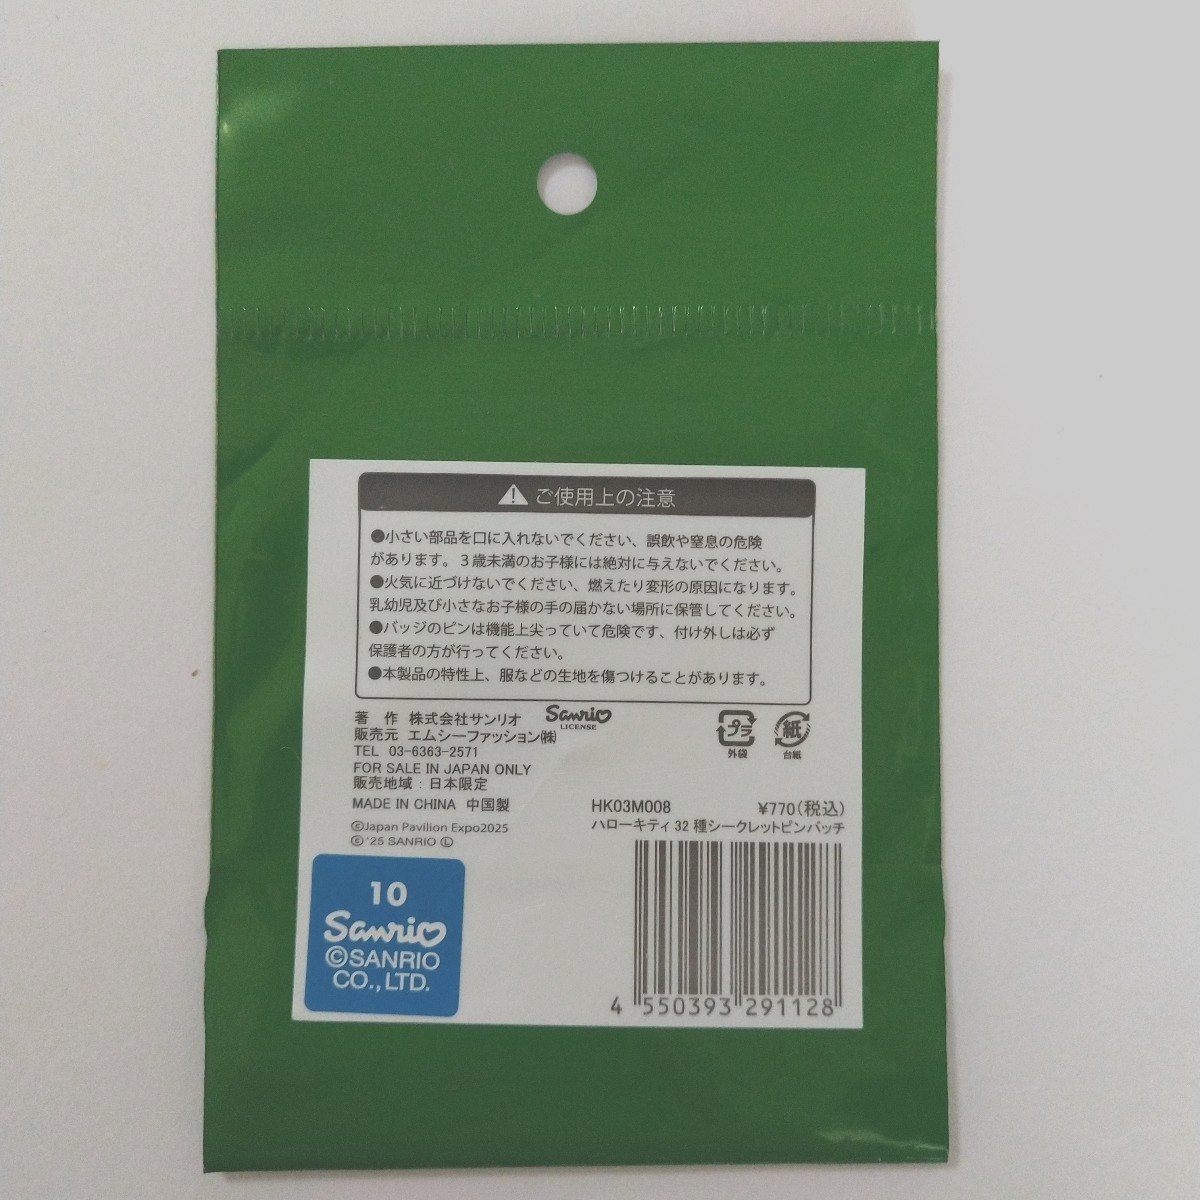 ご使用上の注意
●小さい部品を口に入れないでください、誤飲や窒息の危険
があります。3歳未満のお子様には絶対に与えないでください。
●火気に近づけないでください、燃えたり変形の原因になります。
乳幼児及び小さなお子様の手の届かない場所に保管してください。
●バッジのピンは機能上尖っていて危険です、付け外しは必ず
保護者の方が行ってください。
●本製品の特性上、服などの生地を傷つけることがあります。
著　作 株式会社サンリオ
Sanrio
LICENSE
販売元 エムシーファッション㈱
TEL 03-6363-2571
FOR SALE IN JAPAN ONLY
販売地域：日本限定
MADE IN CHINA 中国製
©Japan Pavilion Expo2025
©'25 SANRIO Ⓛ
プラ
外袋
紙
台紙
HK03M008 ¥770(税込)
ハローキティ 32 種シークレットピンバッチ
4 550393 291128
10
Sanrio
©SANRIO
CO.,LTD.